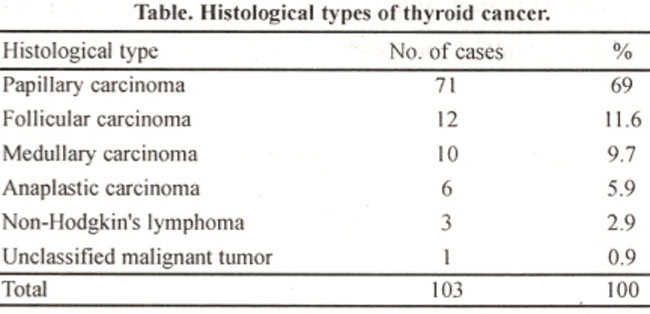 Table. Histological types of thyroid cancer.
Histological type No. of cases %
Papillary carcinoma 71 69
Follicular carcinoma 12 11.6
Medullary carcinoma 10 9.7
Anaplastic carcinoma 6 5.9
Non-Hodgkin's lymphoma 3 2.9
Unclassified malignant tumor 1 0.9
Total 103 100